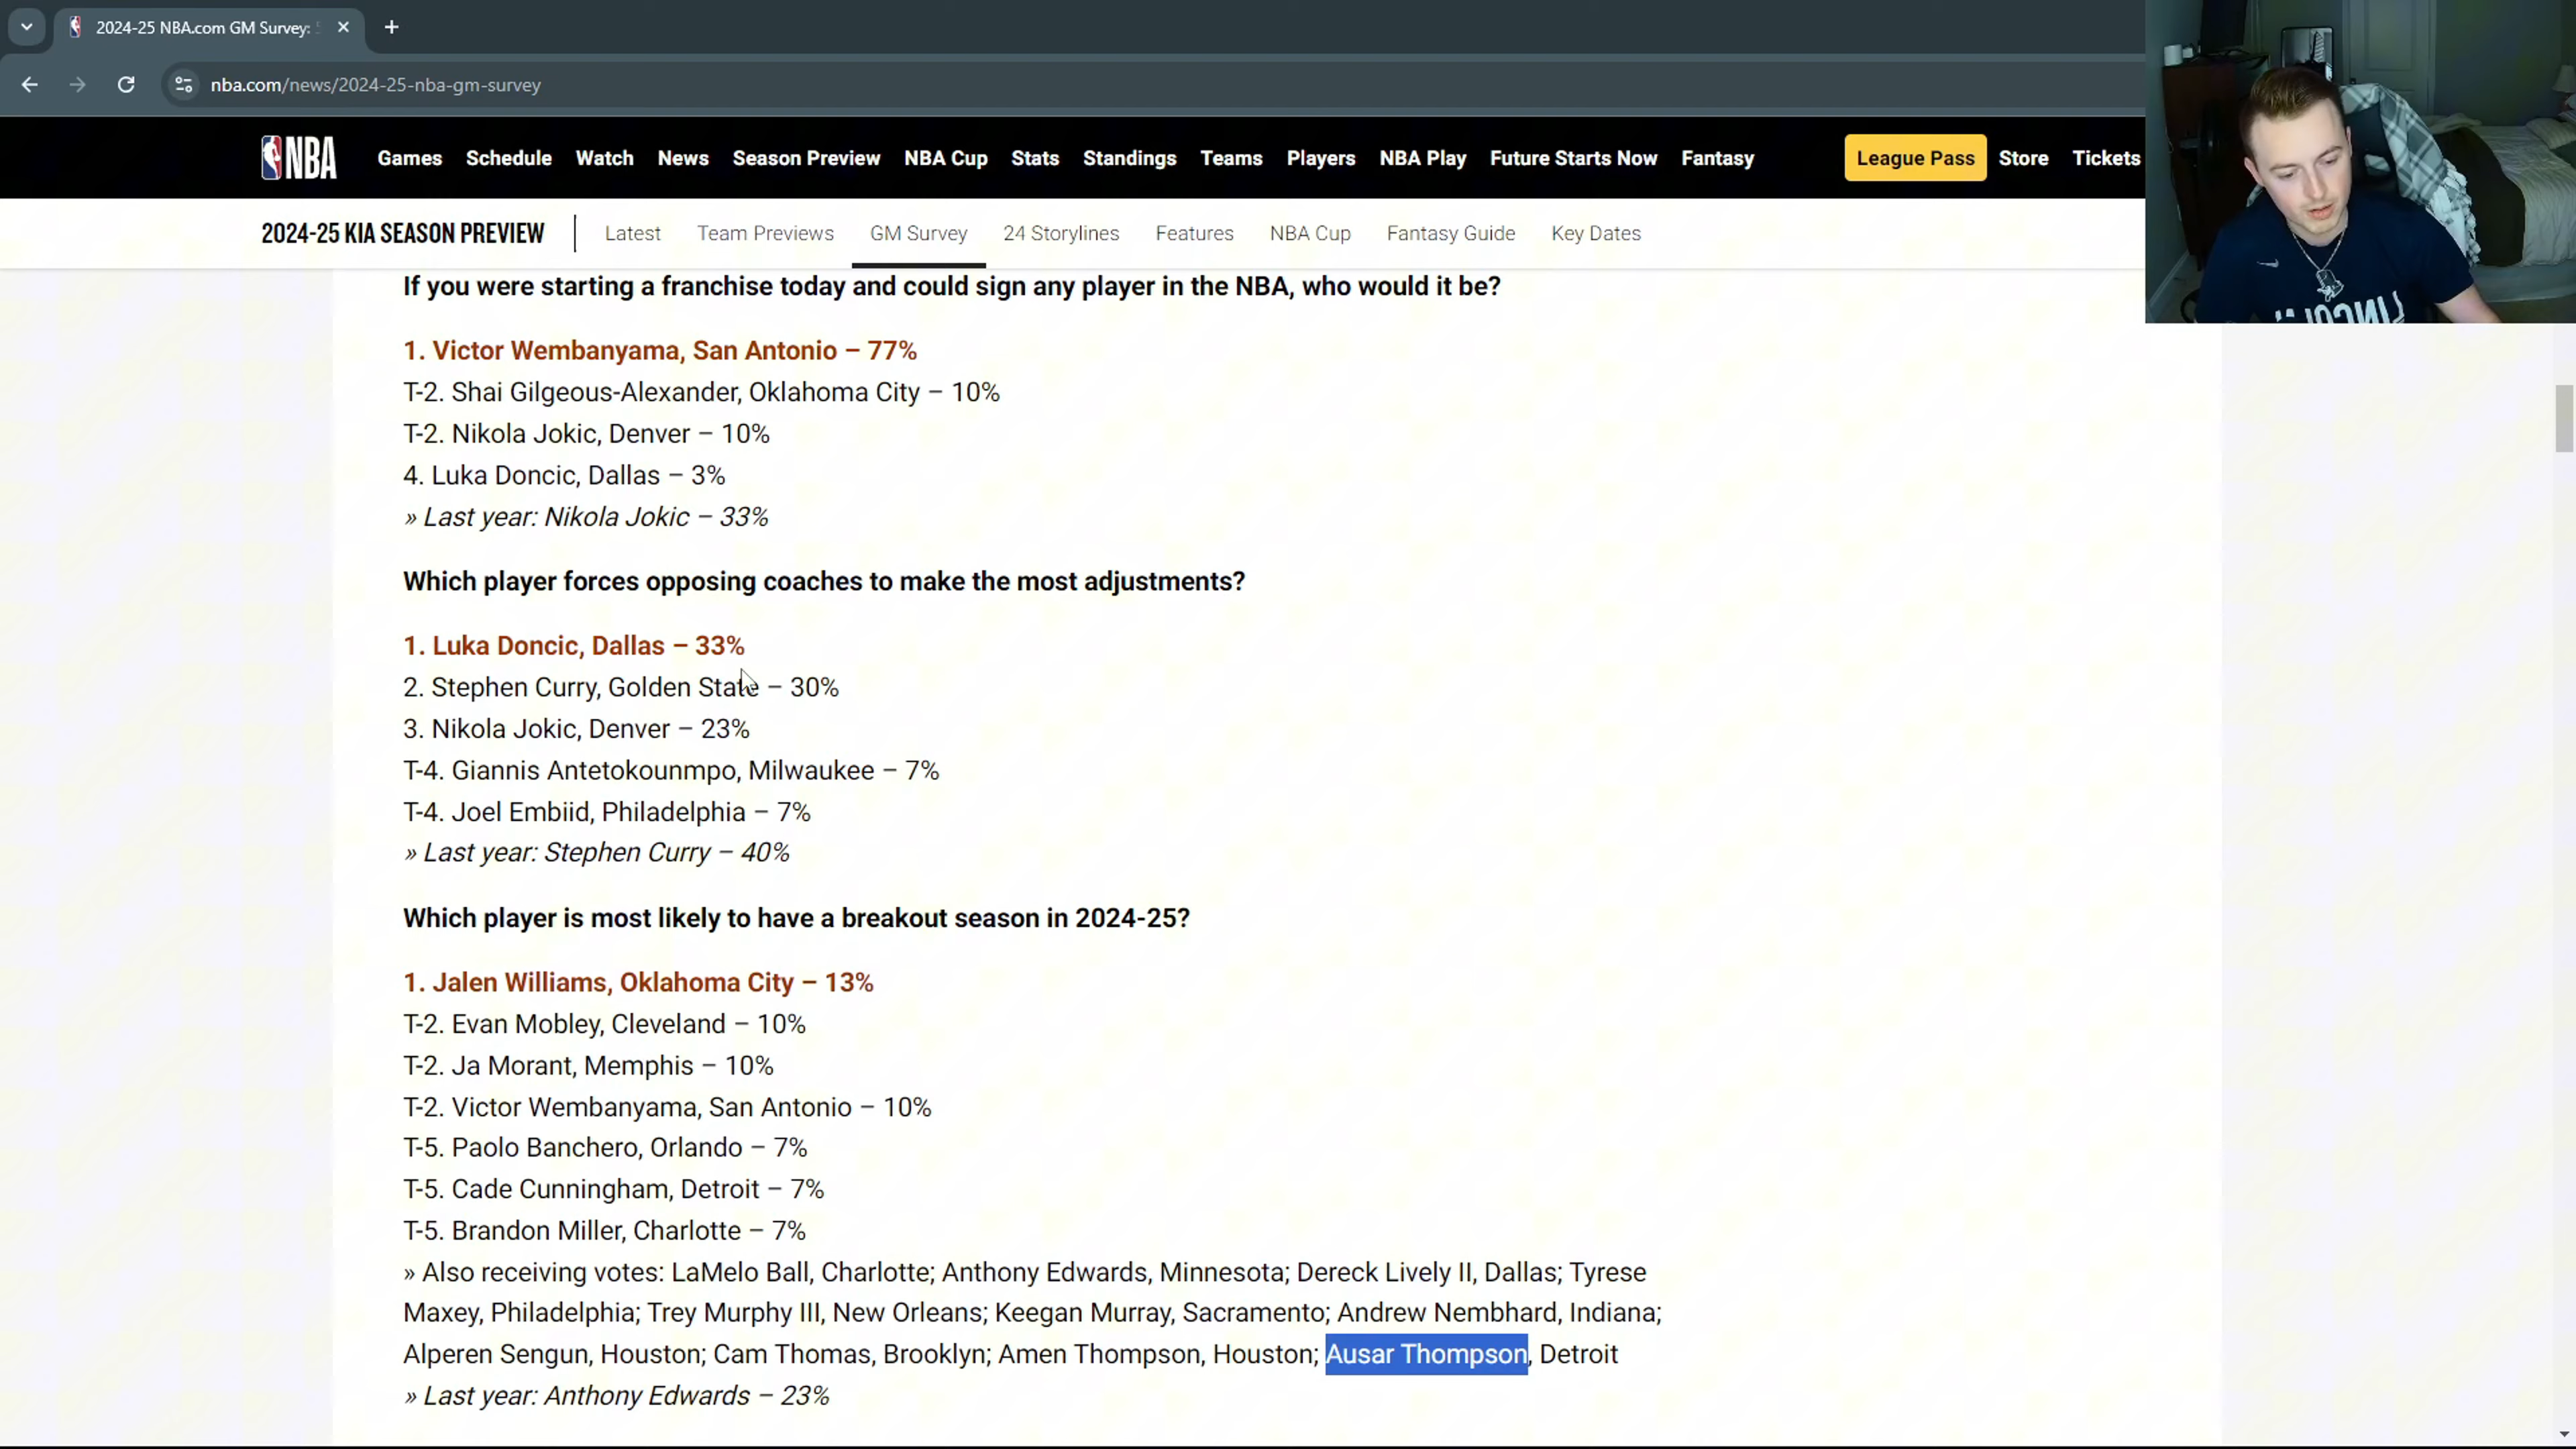 2024-25 NBA.com GM Survey:
nba.com/news/2024-25-nba-gm-survey
NBA Games Schedule Watch News Season Preview NBA Cup Stats Standings Teams Players NBA Play Future Starts Now Fantasy League Pass Store Tickets
2024-25 KIA SEASON PREVIEW Latest Team Previews GM Survey 24 Storylines Features NBA Cup Fantasy Guide Key Dates
If you were starting a franchise today and could sign any player in the NBA, who would it be?
1. Victor Wembanyama, San Antonio – 77%
T-2. Shai Gilgeous-Alexander, Oklahoma City – 10%
T-2. Nikola Jokic, Denver – 10%
4. Luka Doncic, Dallas – 3%
» Last year: Nikola Jokic – 33%
Which player forces opposing coaches to make the most adjustments?
1. Luka Doncic, Dallas – 33%
2. Stephen Curry, Golden State – 30%
3. Nikola Jokic, Denver – 23%
T-4. Giannis Antetokounmpo, Milwaukee – 7%
T-4. Joel Embiid, Philadelphia – 7%
» Last year: Stephen Curry – 40%
Which player is most likely to have a breakout season in 2024-25?
1. Jalen Williams, Oklahoma City – 13%
T-2. Evan Mobley, Cleveland – 10%
T-2. Ja Morant, Memphis – 10%
T-2. Victor Wembanyama, San Antonio – 10%
T-5. Paolo Banchero, Orlando – 7%
T-5. Cade Cunningham, Detroit – 7%
T-5. Brandon Miller, Charlotte – 7%
» Also receiving votes: LaMelo Ball, Charlotte; Anthony Edwards, Minnesota; Dereck Lively II, Dallas; Tyrese
Maxey, Philadelphia; Trey Murphy III, New Orleans; Keegan Murray, Sacramento; Andrew Nembhard, Indiana;
Alperen Sengun, Houston; Cam Thomas, Brooklyn; Amen Thompson, Houston; Ausar Thompson, Detroit
» Last year: Anthony Edwards – 23%